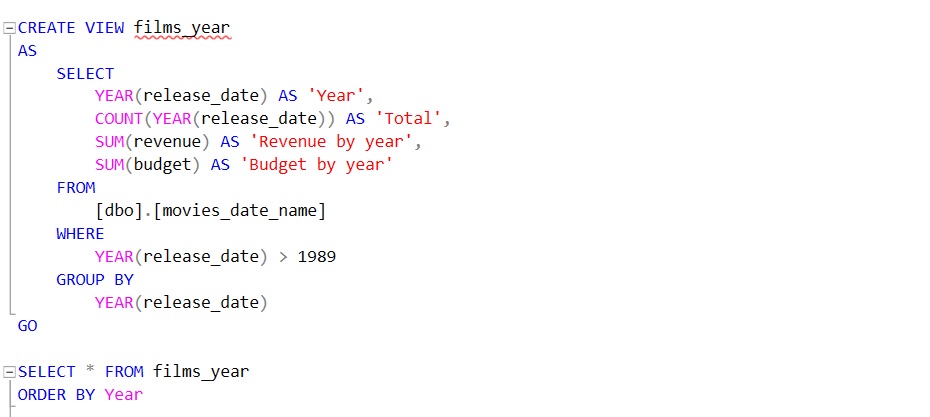 CREATE VIEW films_year
AS
SELECT
YEAR(release_date) AS 'Year',
COUNT(YEAR(release_date)) AS 'Total',
SUM(revenue) AS 'Revenue by year',
SUM(budget) AS 'Budget by year'
FROM
[dbo].[movies_date_name]
WHERE
YEAR(release_date) > 1989
GROUP BY
YEAR(release_date)
GO
SELECT * FROM films_year
ORDER BY Year